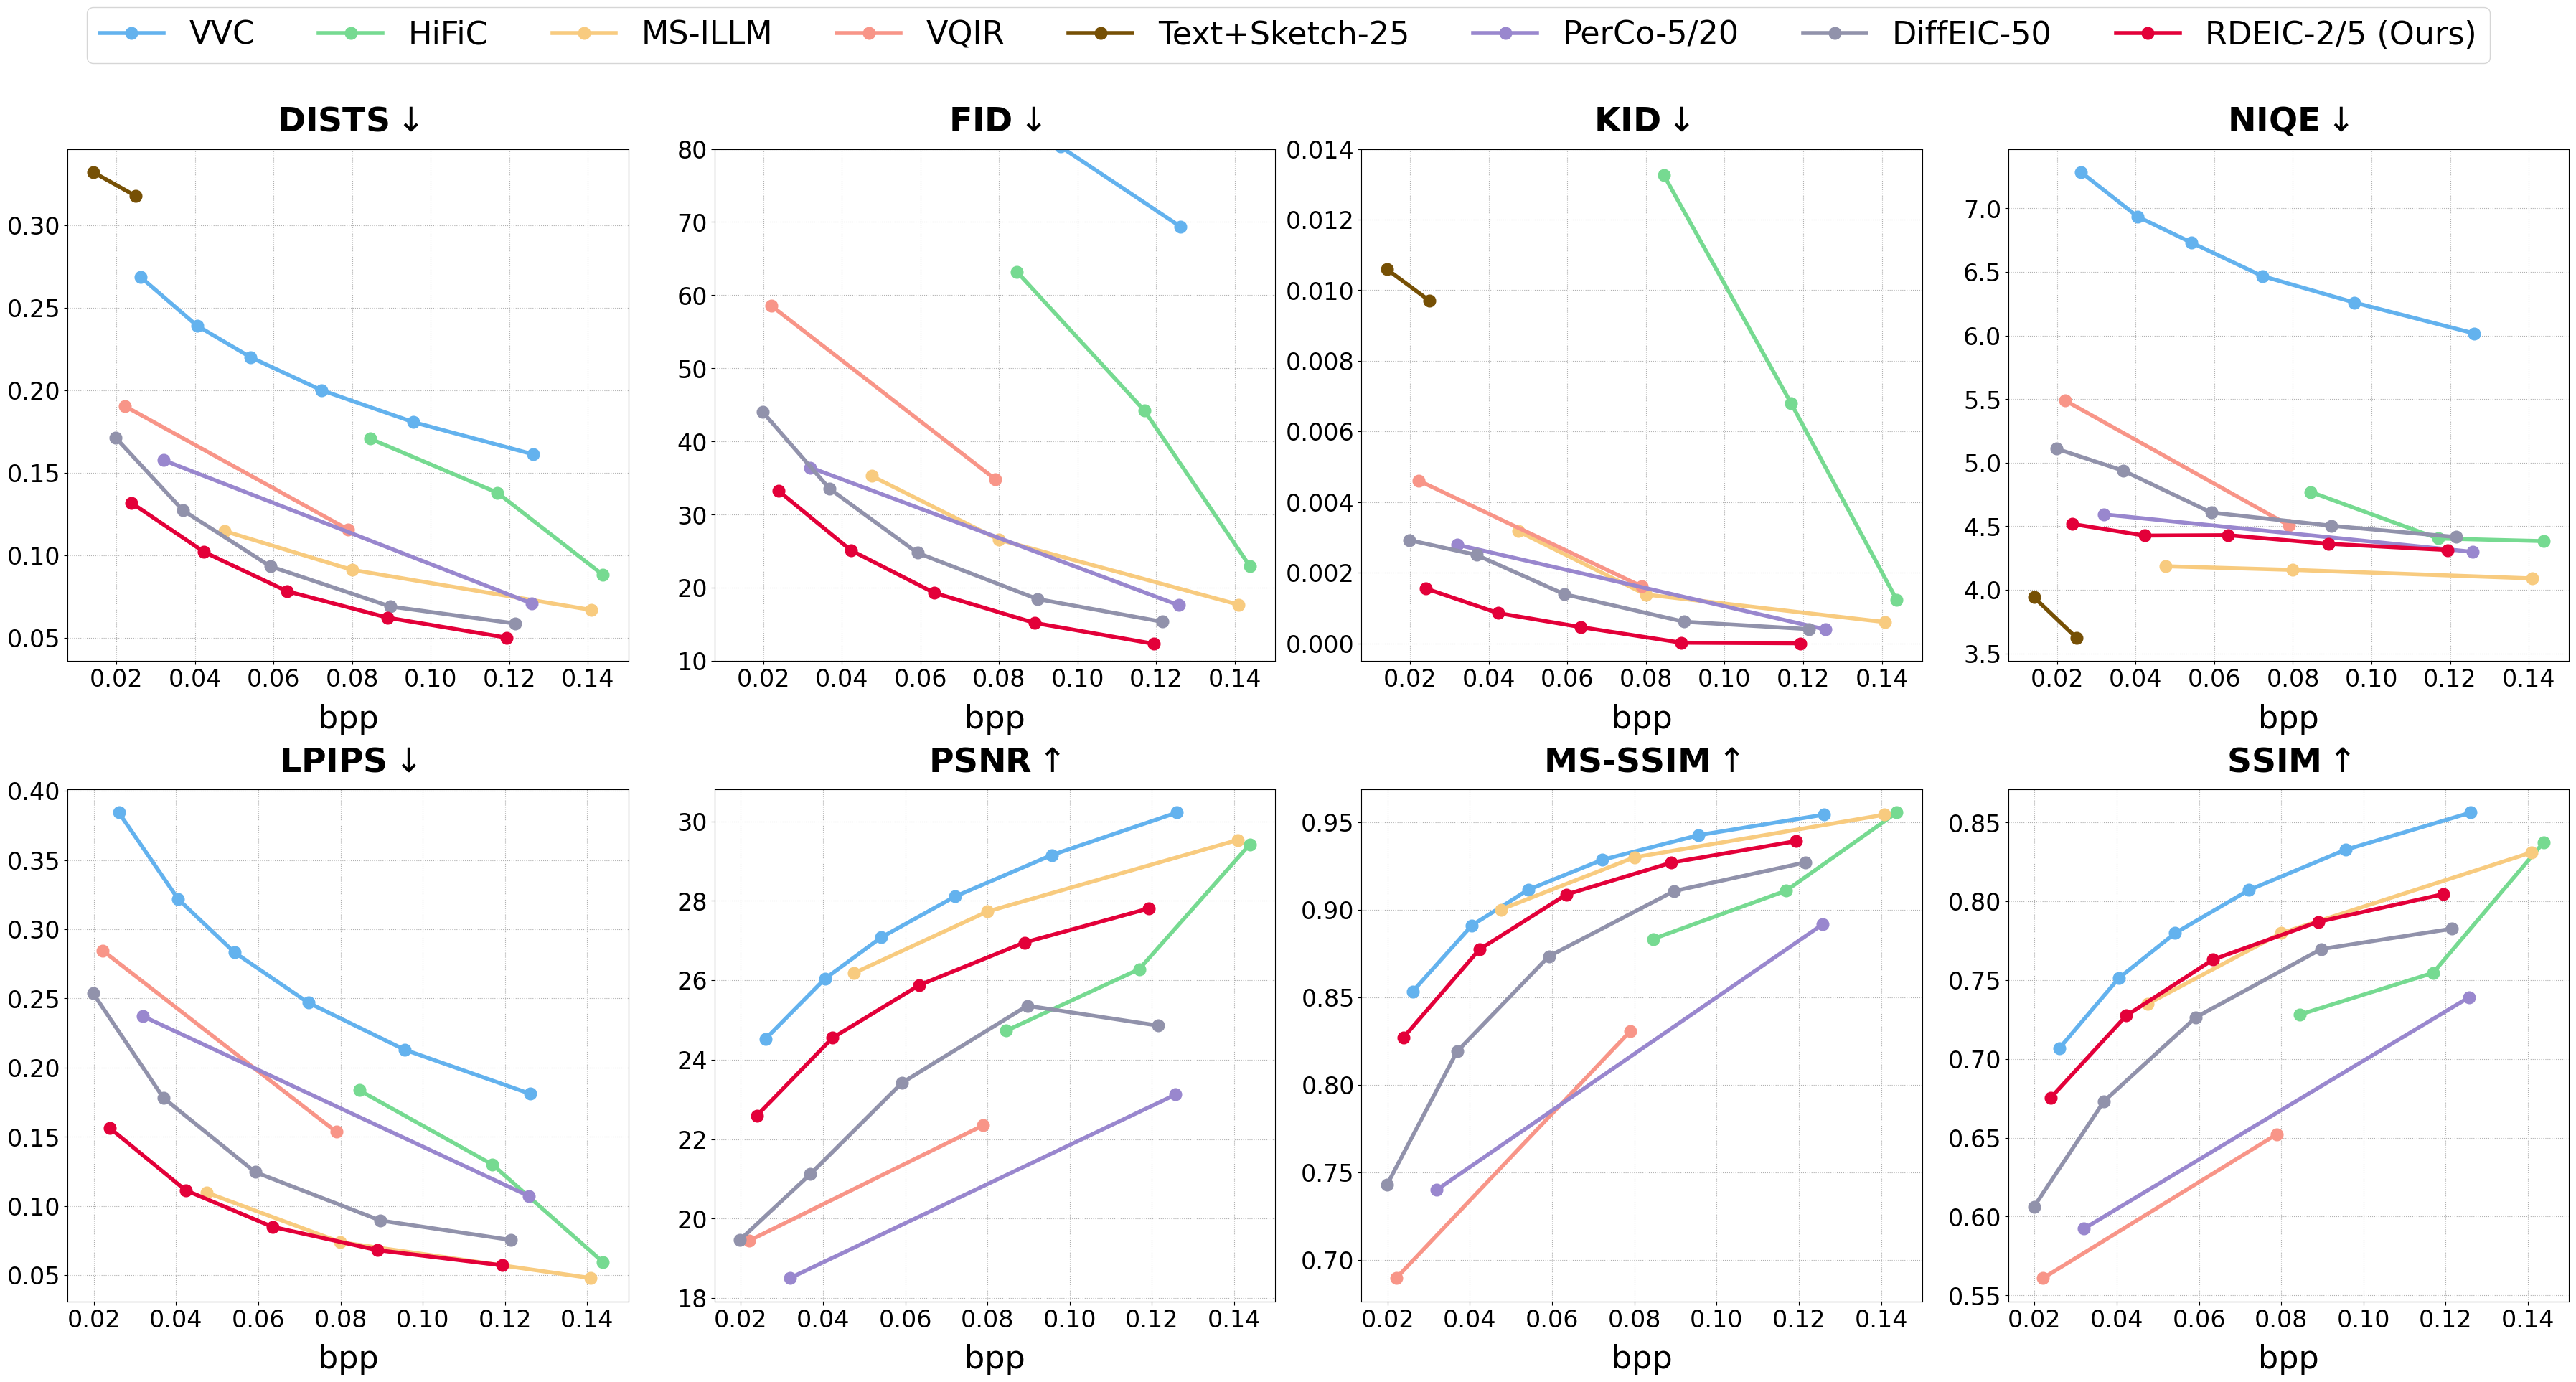 VVC HiFiC MS-ILLM VQIR Text+Sketch-25 PerCo-5/20 DiffEIC-50 RDEIC-2/5 (Ours)
DISTS ↓
0.30
0.25
0.20
0.15
0.10
0.05
0.02 0.04 0.06 0.08 0.10 0.12 0.14
bpp
FID ↓
80
70
60
50
40
30
20
10
0.02 0.04 0.06 0.08 0.10 0.12 0.14
bpp
KID ↓
0.014
0.012
0.010
0.008
0.006
0.004
0.002
0.000
0.02 0.04 0.06 0.08 0.10 0.12 0.14
bpp
NIQE ↓
7.0
6.5
6.0
5.5
5.0
4.5
4.0
3.5
0.02 0.04 0.06 0.08 0.10 0.12 0.14
bpp
LPIPS ↓
0.40
0.35
0.30
0.25
0.20
0.15
0.10
0.05
0.02 0.04 0.06 0.08 0.10 0.12 0.14
bpp
PSNR ↑
30
28
26
24
22
20
18
0.02 0.04 0.06 0.08 0.10 0.12 0.14
bpp
MS-SSIM ↑
0.95
0.90
0.85
0.80
0.75
0.70
0.02 0.04 0.06 0.08 0.10 0.12 0.14
bpp
SSIM ↑
0.85
0.80
0.75
0.70
0.65
0.60
0.55
0.02 0.04 0.06 0.08 0.10 0.12 0.14
bpp